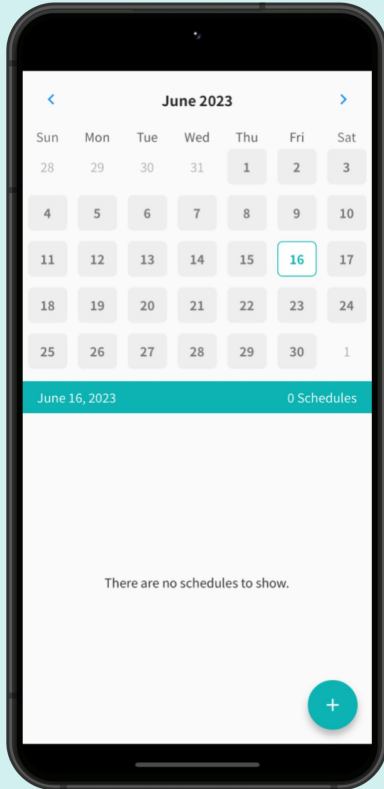 June 2023
Sun Mon Tue Wed Thu Fri Sat
28 29 30 31 1 2 3
4 5 6 7 8 9 10
11 12 13 14 15 16 17
18 19 20 21 22 23 24
25 26 27 28 29 30 1
June 16, 2023 0 Schedules
There are no schedules to show.
+